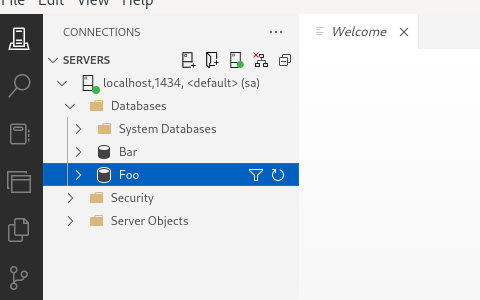 File Edit View Help
CONNECTIONS
Welcome
SERVERS
localhost,1434, <default> (sa)
Databases
System Databases
Bar
Foo
Security
Server Objects